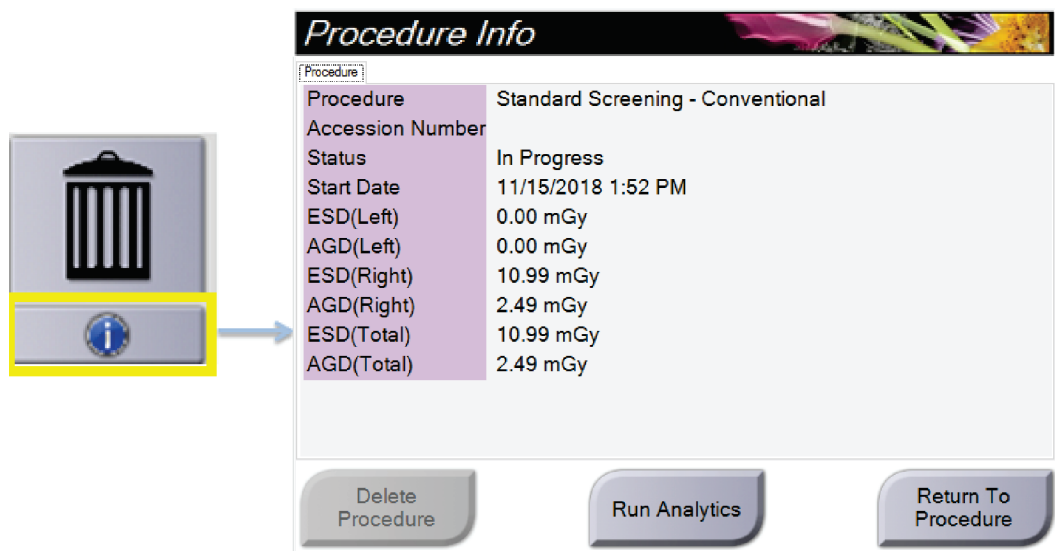 Procedure Info
Procedure
Procedure Standard Screening - Conventional
Accession Number
Status In Progress
Start Date 11/15/2018 1:52 PM
ESD(Left) 0.00 mGy
AGD(Left) 0.00 mGy
ESD(Right) 10.99 mGy
AGD(Right) 2.49 mGy
ESD(Total) 10.99 mGy
AGD(Total) 2.49 mGy
Delete
Procedure
Run Analytics
Return To
Procedure